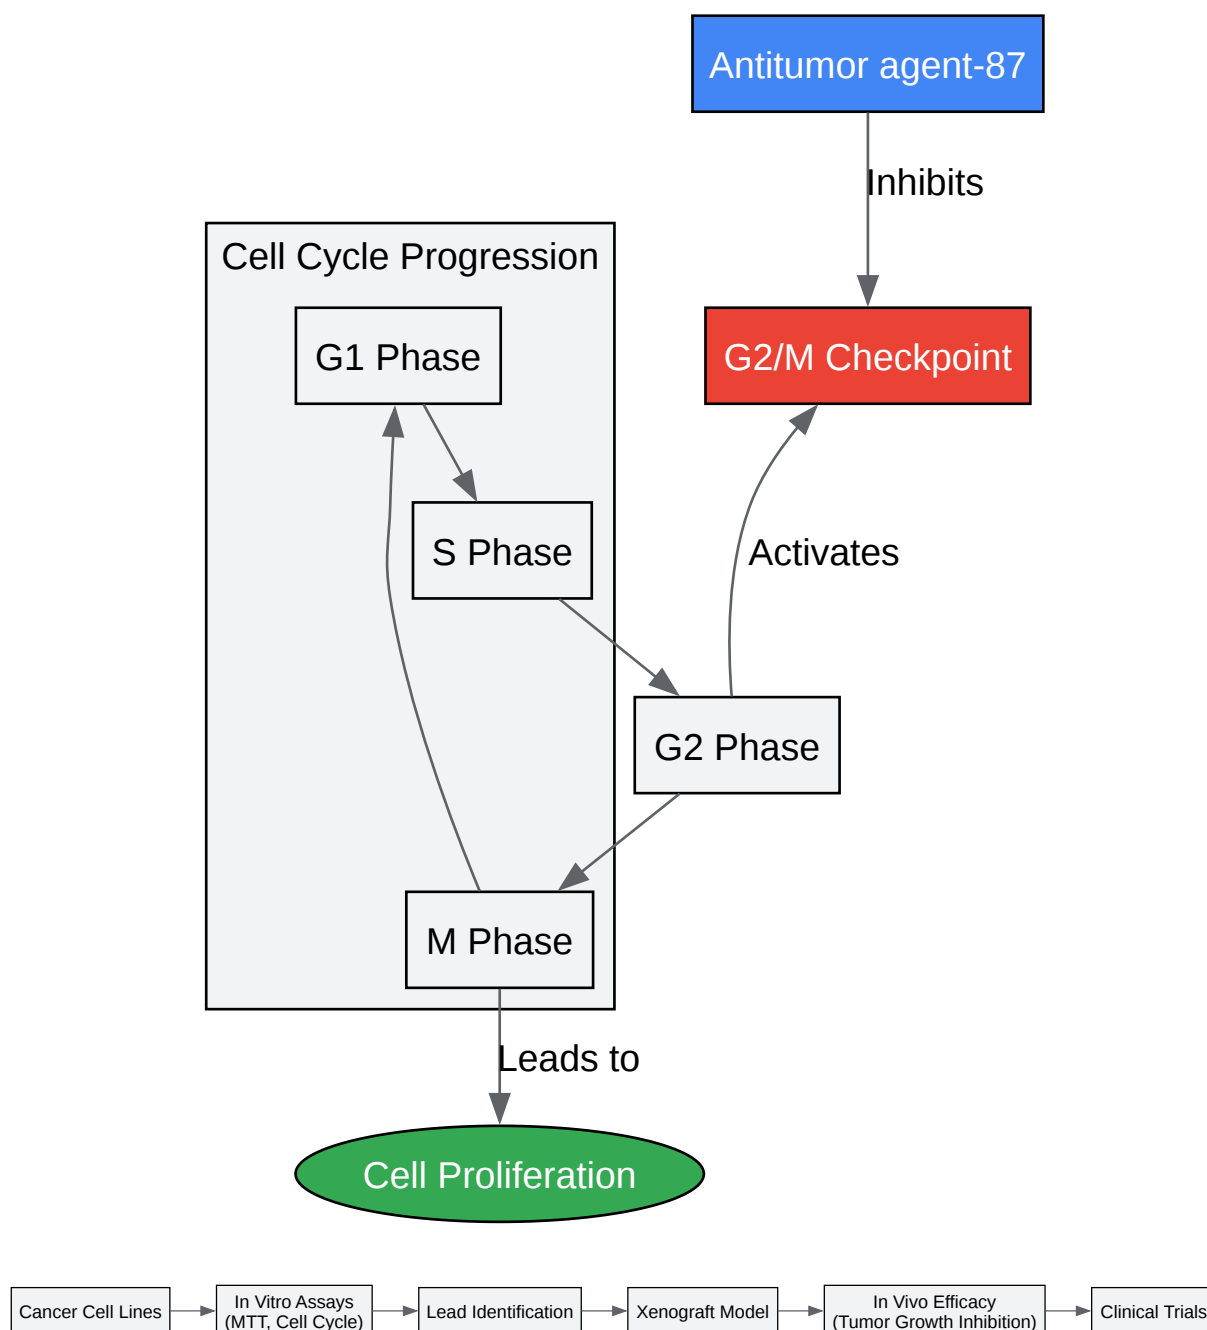 Antitumor agent-87
Inhibits
Cell Cycle Progression
G1 Phase
G2/M Checkpoint
S Phase
Activates
G2 Phase
M Phase
Leads to
Cell Proliferation
Cancer Cell Lines
In Vitro Assays
(MTT, Cell Cycle)
Lead Identification
Xenograft Model
In Vivo Efficacy
(Tumor Growth Inhibition)
Clinical Trials